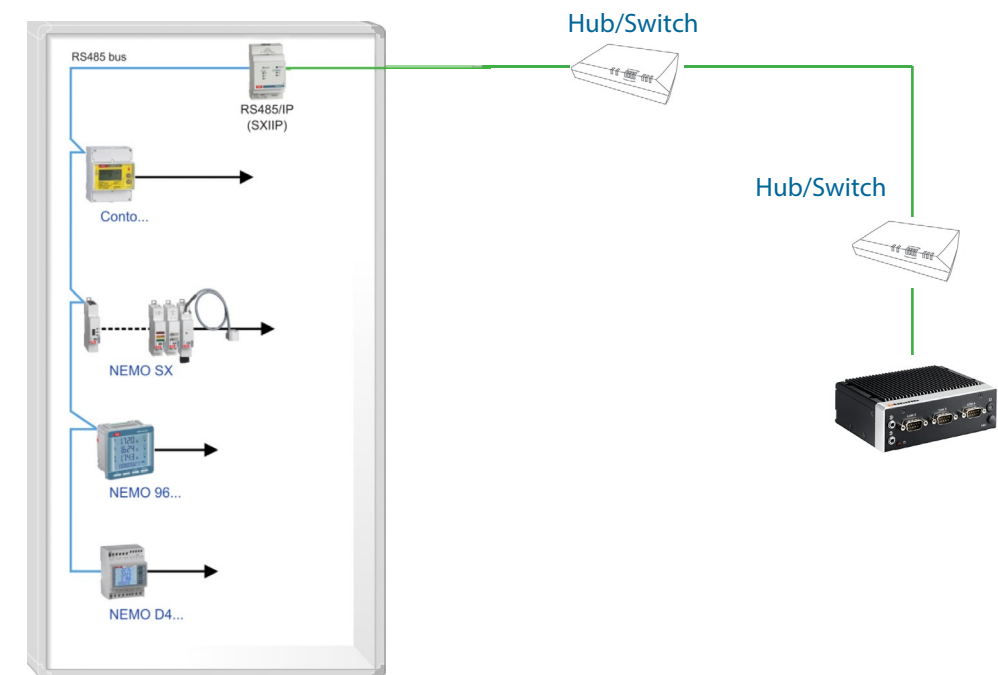 Hub/Switch
RS485 bus
RS485/IP
(SXIIP)
Hub/Switch
Conto...
NEMO SX
NEMO 96...
NEMO D4...